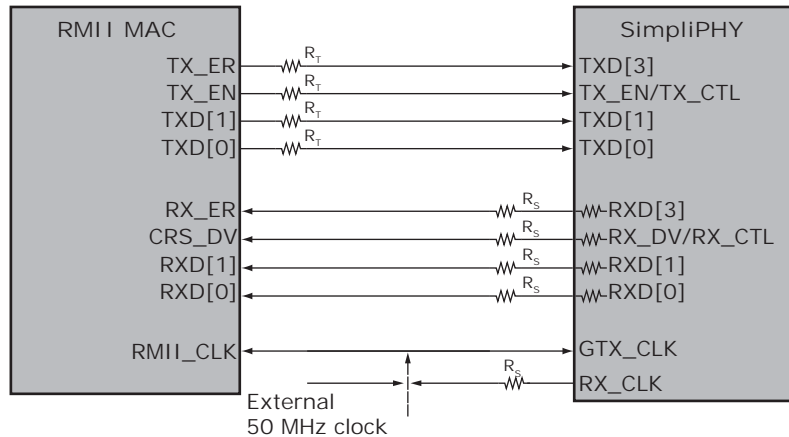 RMII MAC
SimpliPHY
TX_ER R_T TXD[3]
TX_EN R_T TX_EN/TX_CTL
TXD[1] R_T TXD[1]
TXD[0] R_T TXD[0]
RX_ER R_S RXD[3]
CRS_DV R_S RX_DV/RX_CTL
RXD[1] R_S RXD[1]
RXD[0] R_S RXD[0]
RMII_CLK GTX_CLK
R_S RX_CLK
External
50 MHz clock